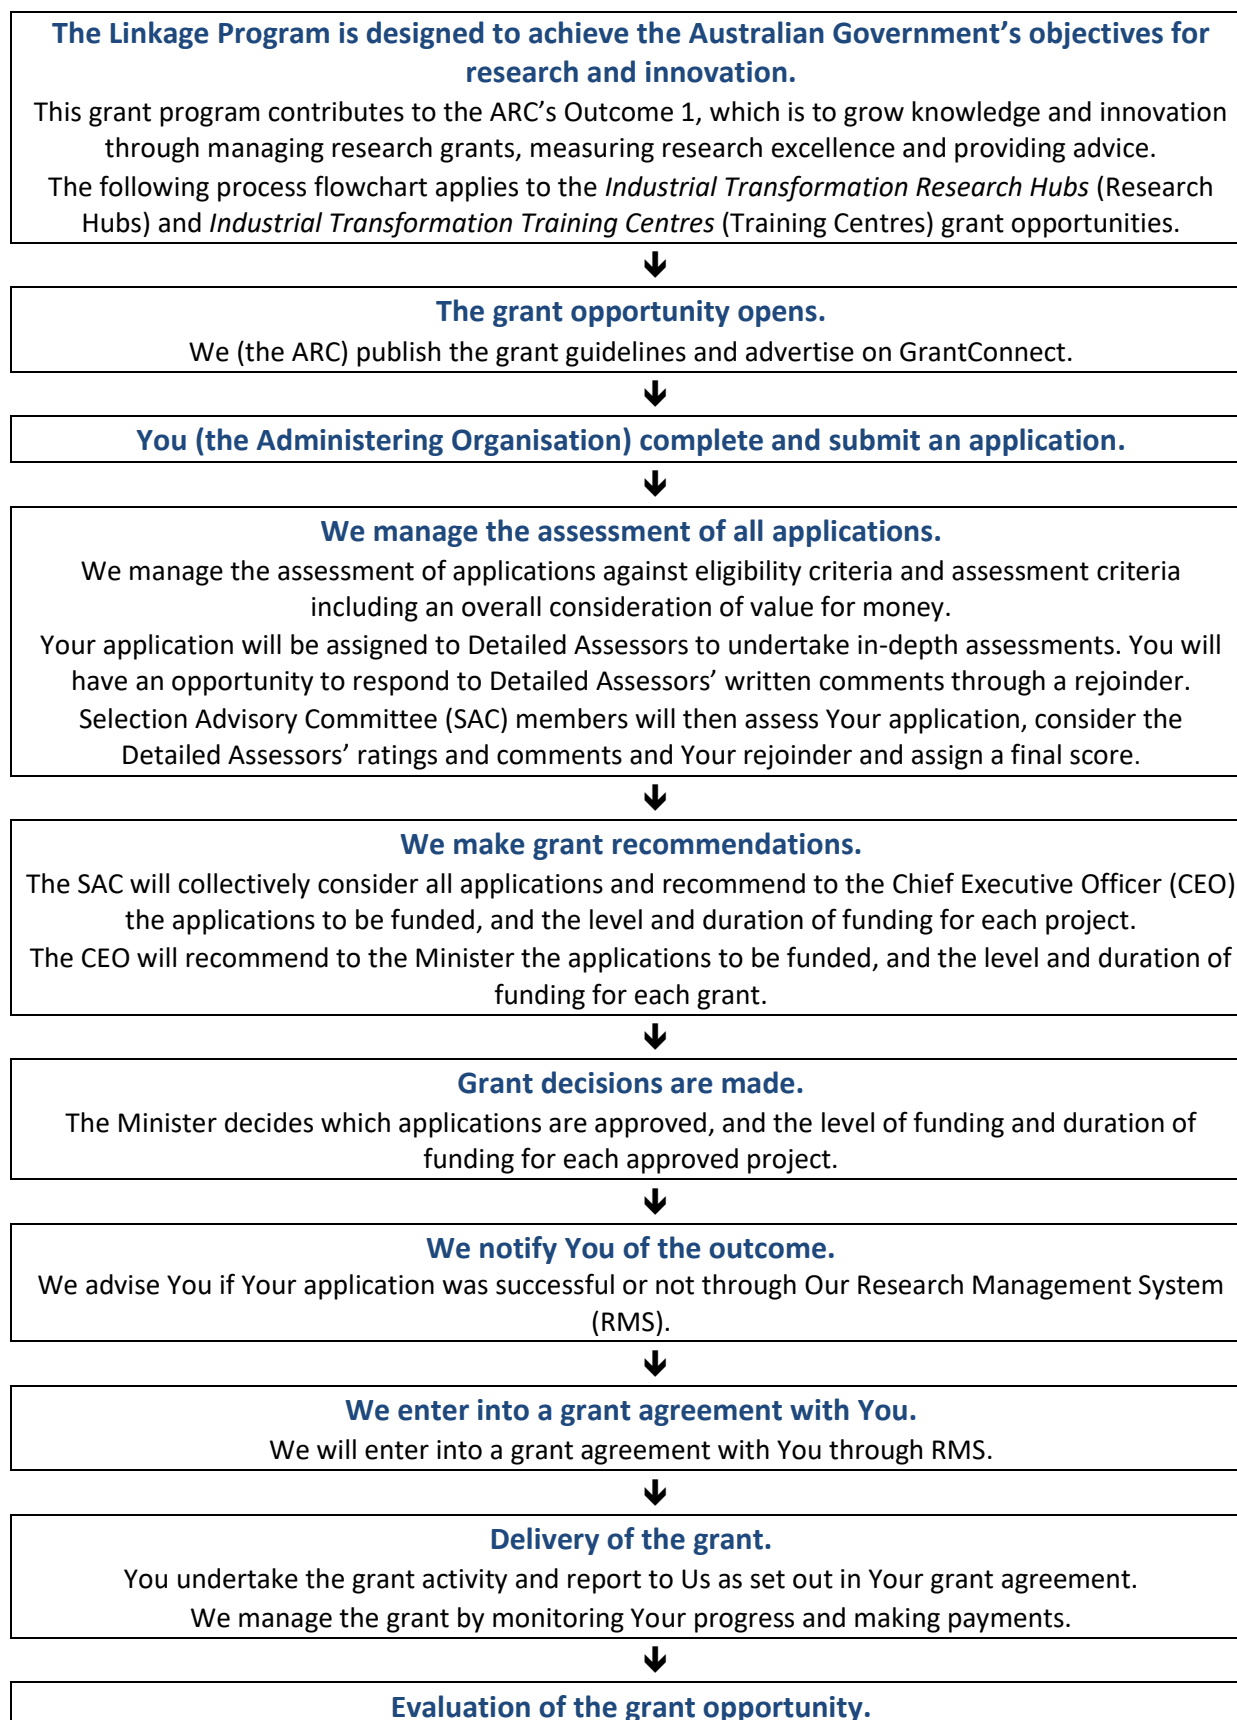 The Linkage Program is designed to achieve the Australian Government’s objectives for
research and innovation.
This grant program contributes to the ARC’s Outcome 1, which is to grow knowledge and innovation
through managing research grants, measuring research excellence and providing advice.
The following process flowchart applies to the Industrial Transformation Research Hubs (Research
Hubs) and Industrial Transformation Training Centres (Training Centres) grant opportunities.
The grant opportunity opens.
We (the ARC) publish the grant guidelines and advertise on GrantConnect.
You (the Administering Organisation) complete and submit an application.
We manage the assessment of all applications.
We manage the assessment of applications against eligibility criteria and assessment criteria
including an overall consideration of value for money.
Your application will be assigned to Detailed Assessors to undertake in-depth assessments. You will
have an opportunity to respond to Detailed Assessors’ written comments through a rejoinder.
Selection Advisory Committee (SAC) members will then assess Your application, consider the
Detailed Assessors’ ratings and comments and Your rejoinder and assign a final score.
We make grant recommendations.
The SAC will collectively consider all applications and recommend to the Chief Executive Officer (CEO)
the applications to be funded, and the level and duration of funding for each project.
The CEO will recommend to the Minister the applications to be funded, and the level and duration of
funding for each grant.
Grant decisions are made.
The Minister decides which applications are approved, and the level of funding and duration of
funding for each approved project.
We notify You of the outcome.
We advise You if Your application was successful or not through Our Research Management System
(RMS).
We enter into a grant agreement with You.
We will enter into a grant agreement with You through RMS.
Delivery of the grant.
You undertake the grant activity and report to Us as set out in Your grant agreement.
We manage the grant by monitoring Your progress and making payments.
Evaluation of the grant opportunity.